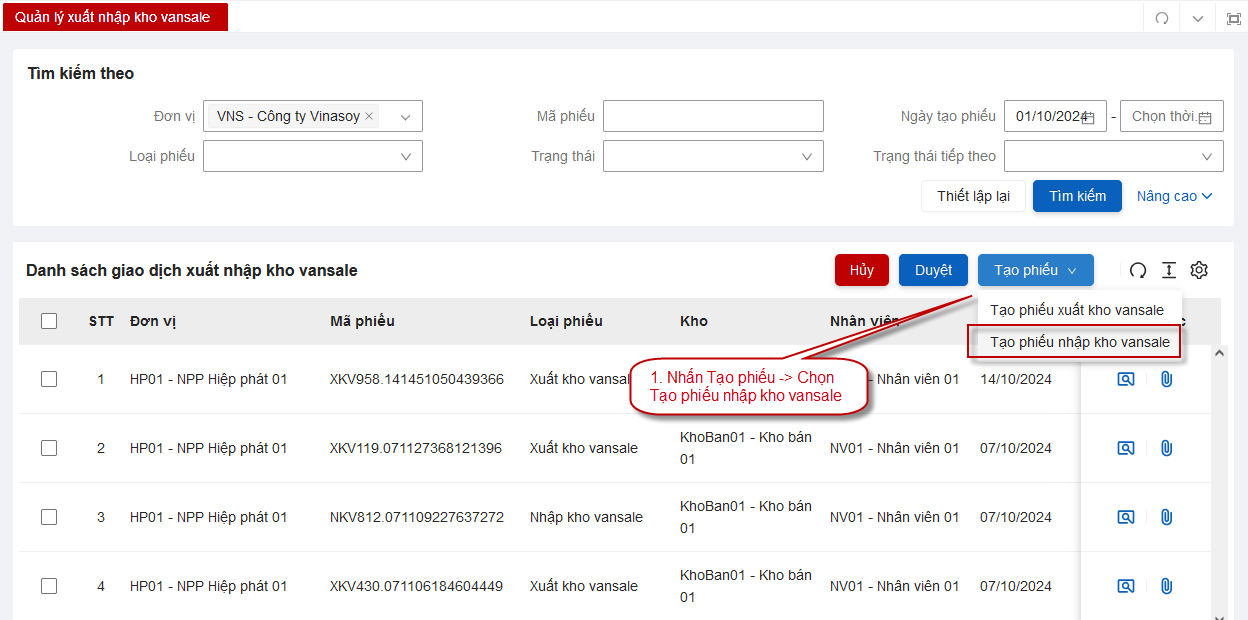 Quản lý xuất nhập kho vansale
Tìm kiếm theo
Đơn vị VNS - Công ty Vinasoy Mã phiếu Ngày tạo phiếu 01/10/2024 - Chọn thời.
Loại phiếu Trạng thái Trạng thái tiếp theo
Thiết lập lại Tìm kiếm Nâng cao
Danh sách giao dịch xuất nhập kho vansale Hủy Duyệt Tạo phiếu
Tạo phiếu xuất kho vansale
Tạo phiếu nhập kho vansale
STT Đơn vị Mã phiếu Loại phiếu Kho Nhân viên
1. Nhấn Tạo phiếu -> Chọn
Tạo phiếu nhập kho vansale
1 HP01 - NPP Hiệp phát 01 XKV958.141451050439366 Xuất kho vansal - Nhân viên 01 14/10/2024
2 HP01 - NPP Hiệp phát 01 XKV119.071127368121396 Xuất kho vansale KhoBan01 - Kho bán
01 NV01 - Nhân viên 01 07/10/2024
3 HP01 - NPP Hiệp phát 01 NKV812.071109227637272 Nhập kho vansale KhoBan01 - Kho bán
01 NV01 - Nhân viên 01 07/10/2024
4 HP01 - NPP Hiệp phát 01 XKV430.071106184604449 Xuất kho vansale KhoBan01 - Kho bán
01 NV01 - Nhân viên 01 07/10/2024